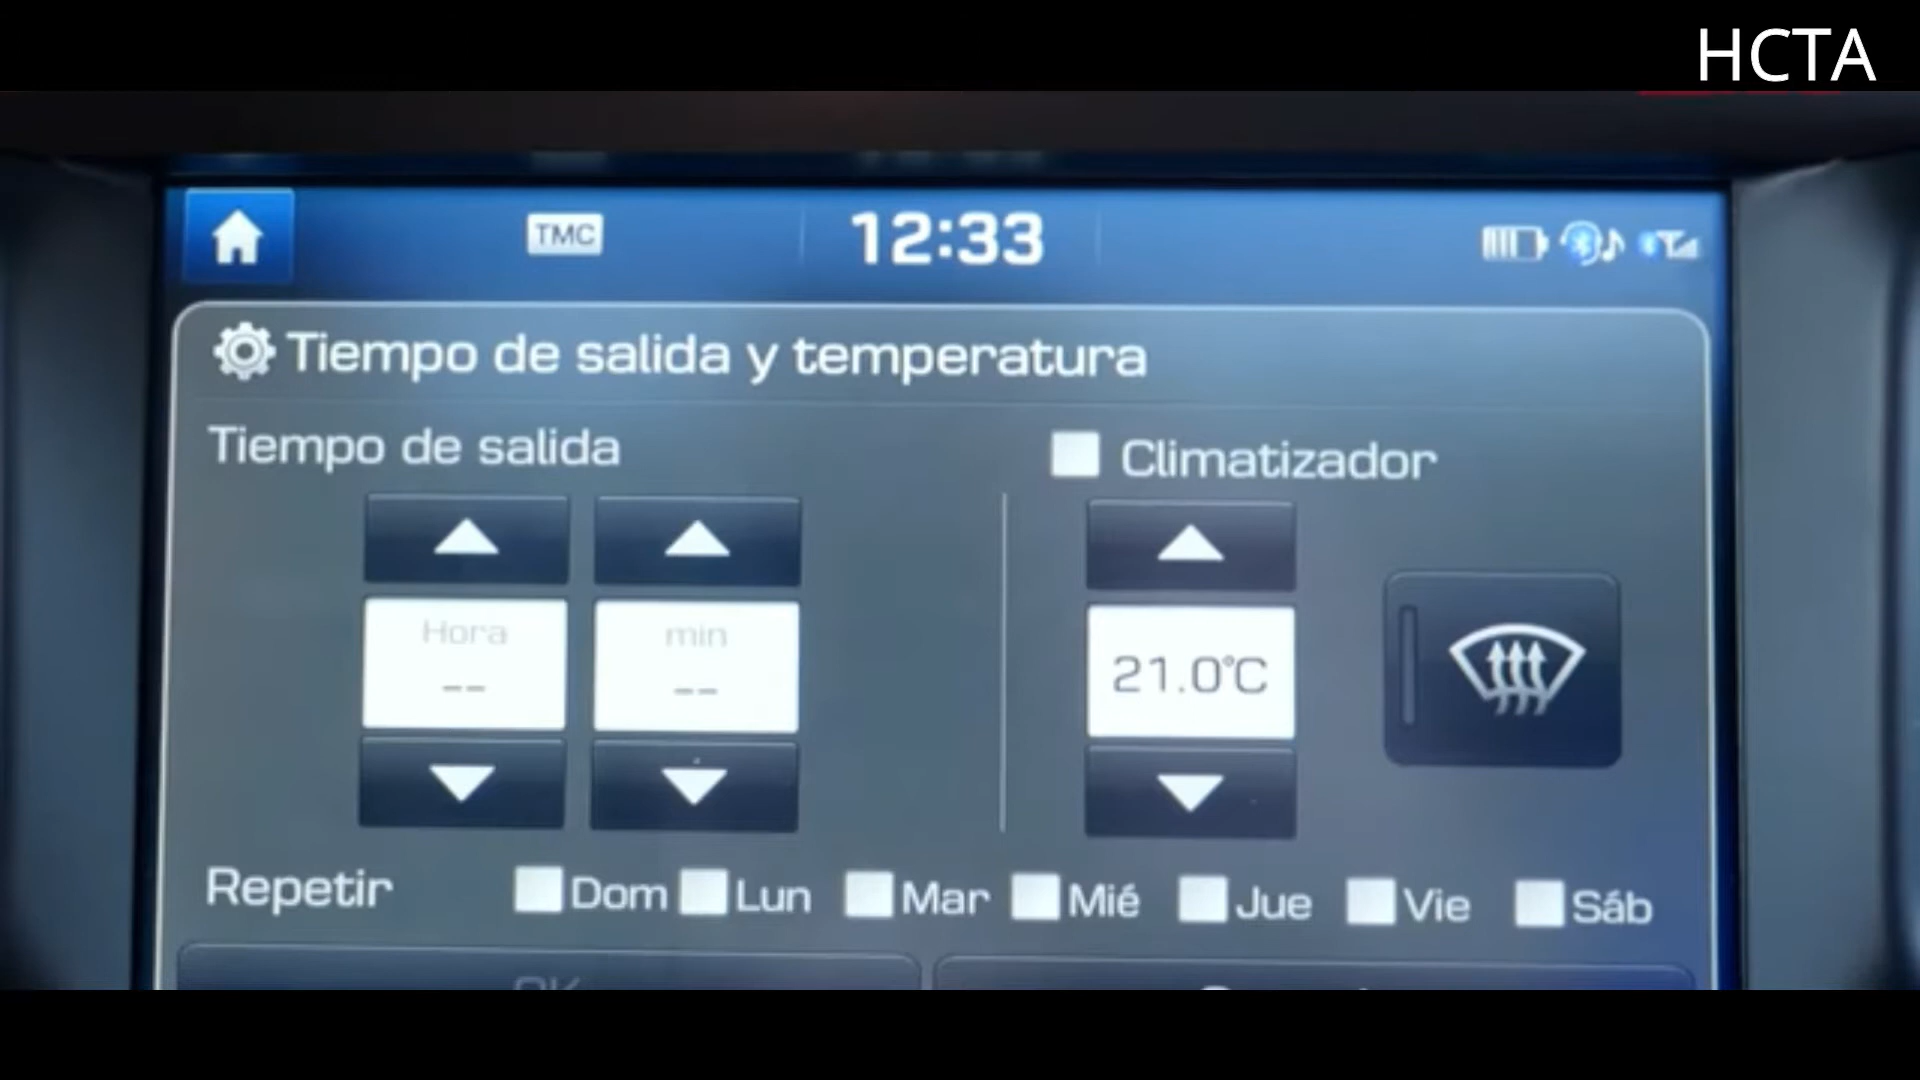 HCTA
TMC 12:33
Tiempo de salida y temperatura
Tiempo de salida
Climatizador
Hora min
-- --
21.0°C
Repetir Dom Lun Mar Mié Jue Vie Sáb